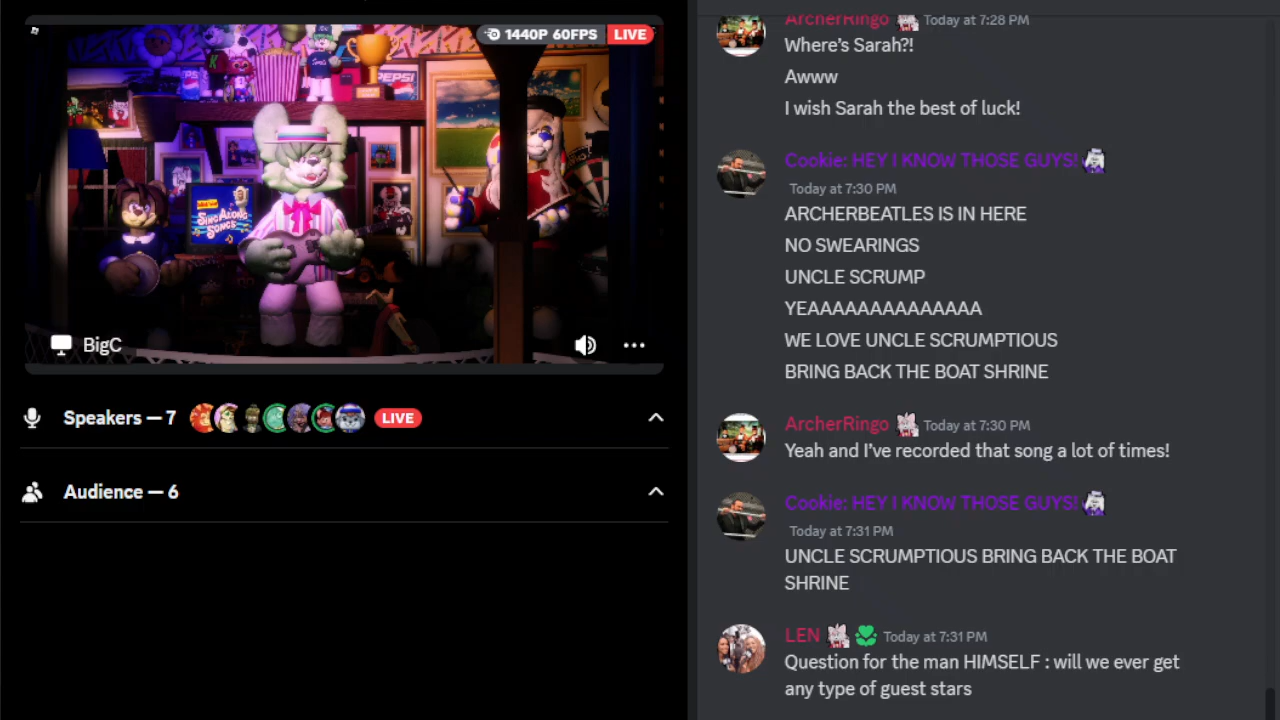 1440P 60FPS LIVE
PEPSI
SING ALONG
SONGS
BigC
Speakers — 7 LIVE
Audience — 6
ArcherRingo Today at 7:28 PM
Where's Sarah?!
Awww
I wish Sarah the best of luck!
Cookie: HEY I KNOW THOSE GUYS!
Today at 7:30 PM
ARCHERBEATLES IS IN HERE
NO SWEARINGS
UNCLE SCRUMP
YEAAAAAAAAAAAAAA
WE LOVE UNCLE SCRUMPTIOUS
BRING BACK THE BOAT SHRINE
ArcherRingo Today at 7:30 PM
Yeah and I've recorded that song a lot of times!
Cookie: HEY I KNOW THOSE GUYS!
Today at 7:31 PM
UNCLE SCRUMPTIOUS BRING BACK THE BOAT
SHRINE
LEN Today at 7:31 PM
Question for the man HIMSELF : will we ever get
any type of guest stars